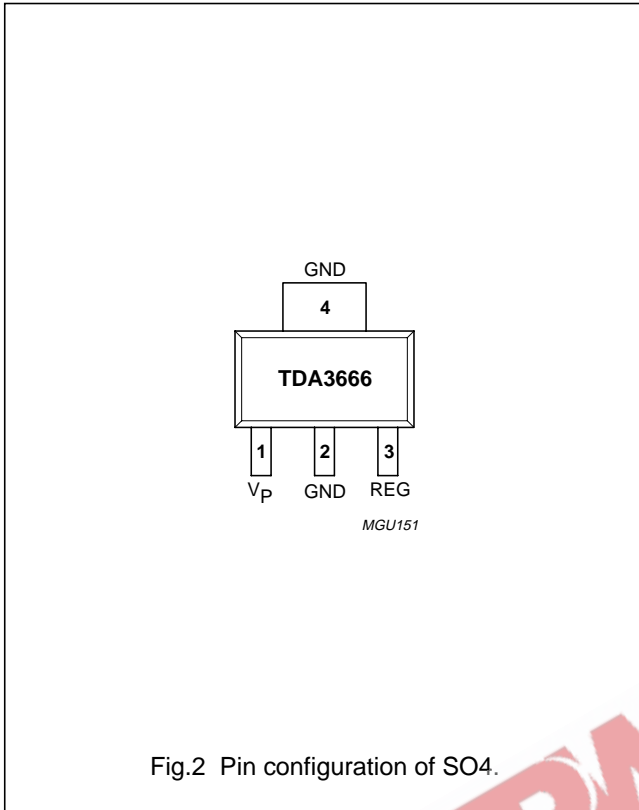 GND
4
TDA3666
1 2 3
VP GND REG
MGU151
Fig.2 Pin configuration of SO4.